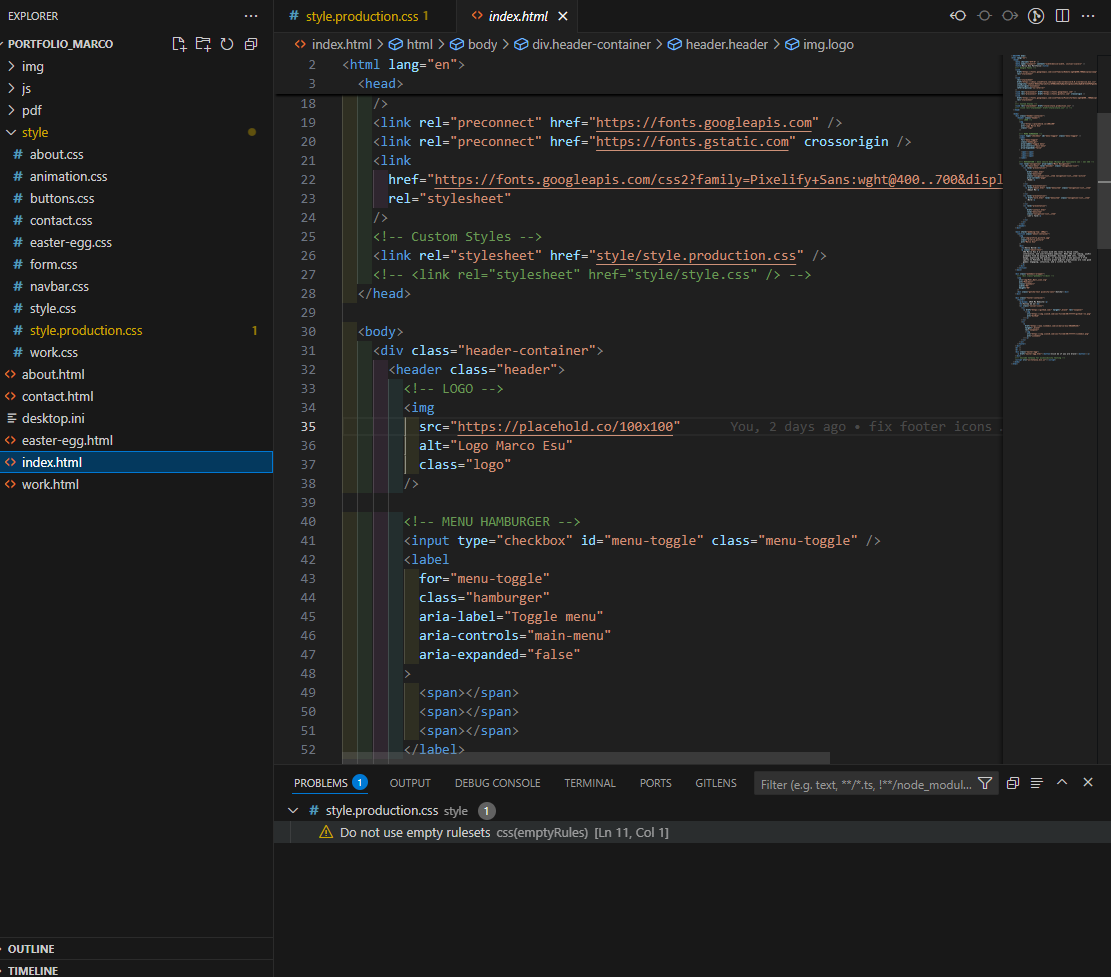 EXPLORER
PORTFOLIO_MARCO
img
js
pdf
style
# about.css
# animation.css
# buttons.css
# contact.css
# easter-egg.css
# form.css
# navbar.css
# style.css
# style.production.css 1
# work.css
<> about.html
<> contact.html
desktop.ini
<> easter-egg.html
<> index.html
<> work.html
OUTLINE
TIMELINE
# style.production.css 1
<> index.html
<> index.html > html > body > div.header-container > header.header > img.logo
2 <html lang="en">
3 <head>
18 />
19 <link rel="preconnect" href="https://fonts.googleapis.com" />
20 <link rel="preconnect" href="https://fonts.gstatic.com" crossorigin />
21 <link
22 href="https://fonts.googleapis.com/css2?family=Pixelify+Sans:wght@400..700&displ
23 rel="stylesheet"
24 />
25 <!-- Custom Styles -->
26 <link rel="stylesheet" href="style/style.production.css" />
27 <!-- <link rel="stylesheet" href="style/style.css" /> -->
28 </head>
29
30 <body>
31 <div class="header-container">
32 <header class="header">
33 <!-- LOGO -->
34 <img
35 src="https://placehold.co/100x100" You, 2 days ago • fix footer icons .
36 alt="Logo Marco Esu"
37 class="logo"
38 />
39
40 <!-- MENU HAMBURGER -->
41 <input type="checkbox" id="menu-toggle" class="menu-toggle" />
42 <label
43 for="menu-toggle"
44 class="hamburger"
45 aria-label="Toggle menu"
46 aria-controls="main-menu"
47 aria-expanded="false"
48 >
49 <span></span>
50 <span></span>
51 <span></span>
52 </label>
PROBLEMS 1 OUTPUT DEBUG CONSOLE TERMINAL PORTS GITLENS Filter (e.g. text, **/*.ts, !**/node_modul...
# style.production.css style 1
Do not use empty rulesets css(emptyRules) [Ln 11, Col 1]